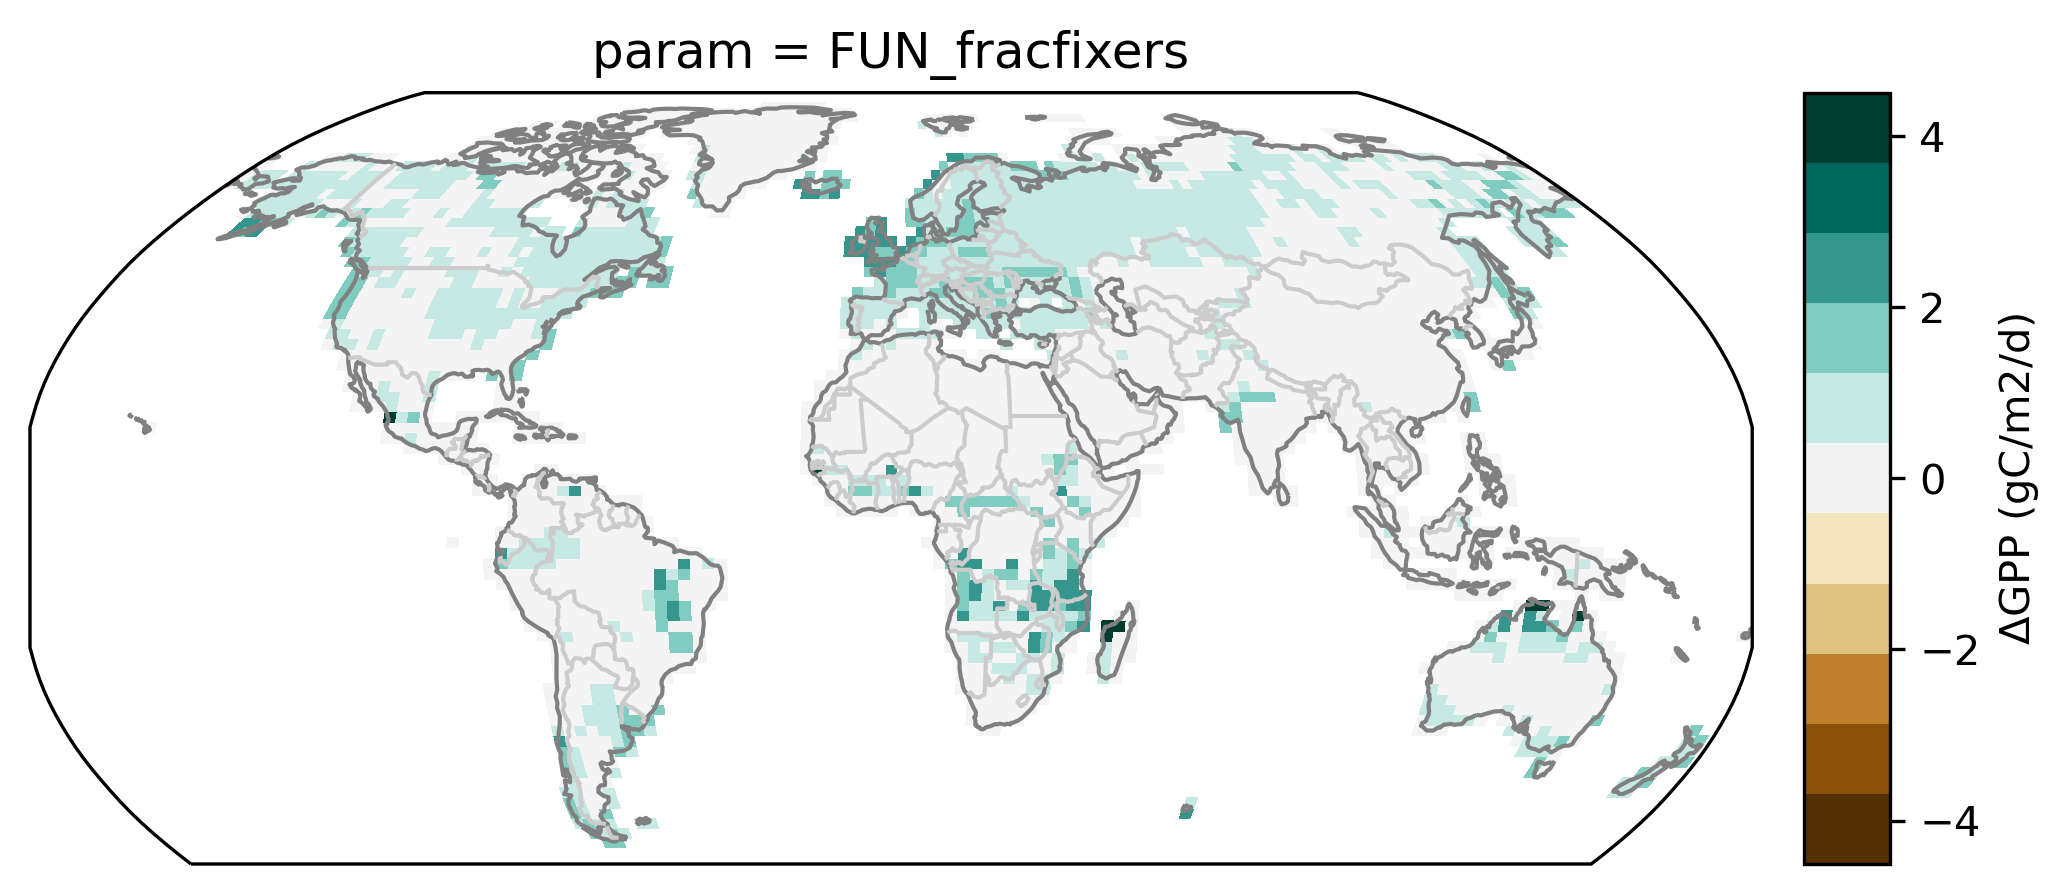 param = FUN_fracfixers
4
2
0
−2
−4
ΔGPP (gC/m2/d)